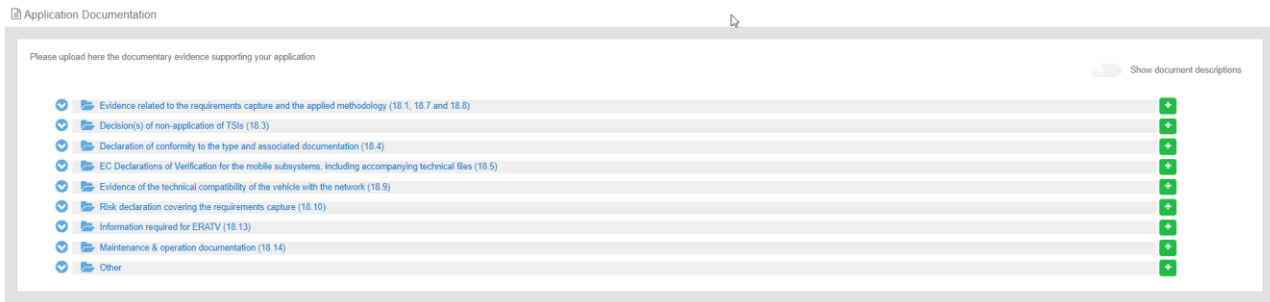 Application Documentation
Please upload here the documentary evidence supporting your application
Show document descriptions
Evidence related to the requirements capture and the applied methodology (18.1, 18.7 and 18.8)
Decision(s) of non-application of TSIs (18.3)
Declaration of conformity to the type and associated documentation (18.4)
EC Declarations of Verification for the mobile subsystems, including accompanying technical files (18.5)
Evidence of the technical compatibility of the vehicle with the network (18.9)
Risk declaration covering the requirements capture (18.10)
Information required for ERATV (18.13)
Maintenance & operation documentation (18.14)
Other